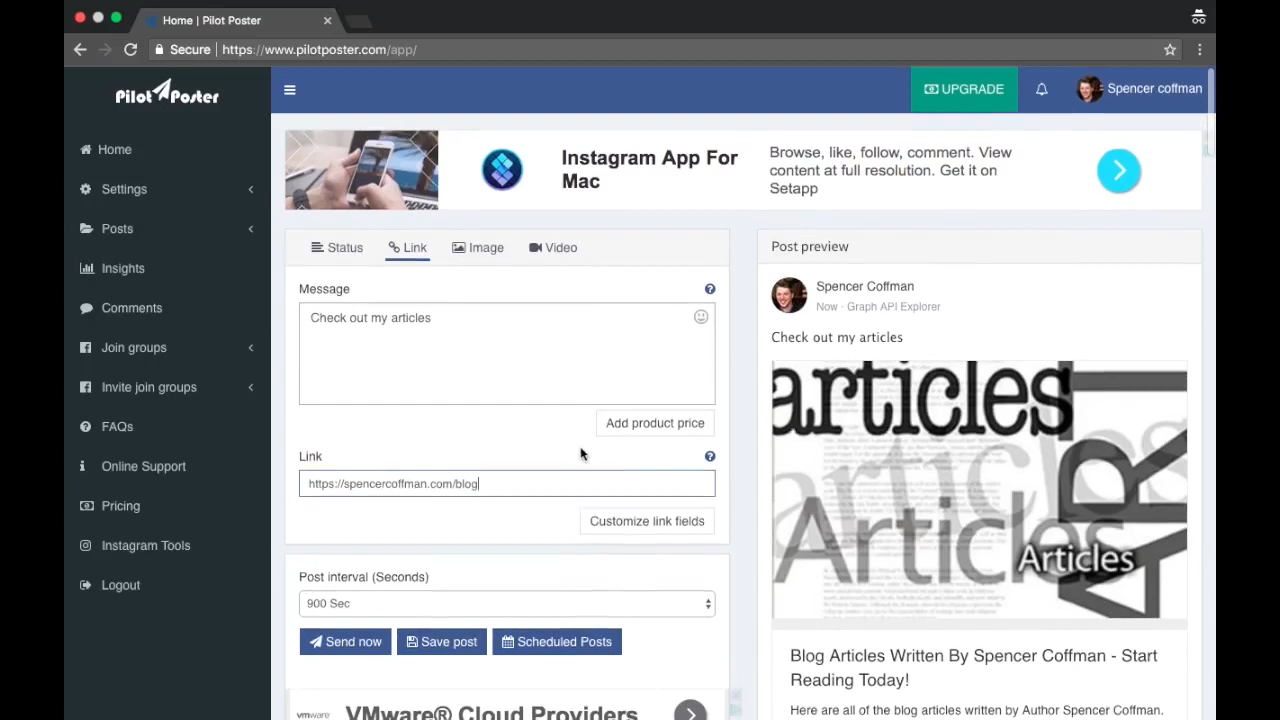 Home | Pilot Poster
Secure | https://www.pilotposter.com/app/
Pilot Poster
UPGRADE
Spencer coffman
Home
Settings
Posts
Insights
Comments
Join groups
Invite join groups
FAQs
Online Support
Pricing
Instagram Tools
Logout
Instagram App For
Mac
Browse, like, follow, comment. View
content at full resolution. Get it on
Setapp
Status
Link
Image
Video
Message
Check out my articles
Add product price
Link
https://spencercoffman.com/blog
Customize link fields
Post interval (Seconds)
900 Sec
Send now
Save post
Scheduled Posts
vmware
VMware® Cloud Providers
Post preview
Spencer Coffman
Now · Graph API Explorer
Check out my articles
articles
articles
Articles
Articles
ART
Blog Articles Written By Spencer Coffman - Start
Reading Today!
Here are all of the blog articles written by Author Spencer Coffman.